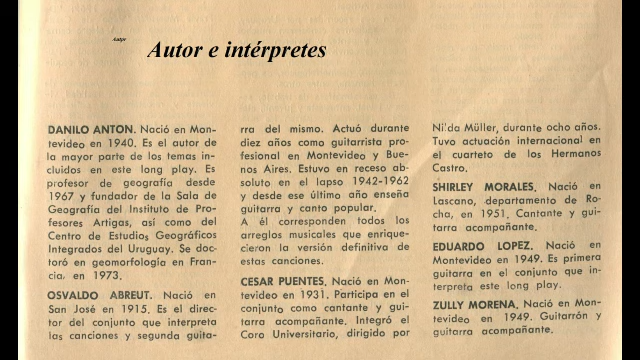 Autor e intérpretes
DANILO ANTON. Nació en Mon-
tevideo en 1940. Es el autor de
la mayor parte de los temas in-
cluidos en este long play. Es
profesor de geografía desde
1967 y fundador de la Sala de
Geografía del Instituto de Pro-
fesores Artigas, así como del
Centro de Estudios Geográficos
Integrados del Uruguay. Se doc-
toró en geomorfología en Fran-
cia, en 1973.
OSVALDO ABREUT. Nació en
San José en 1915. Es el direc-
tor del conjunto que interpreta
las canciones y segunda guita-
rra del mismo. Actuó durante
diez años como guitarrista pro-
fesional en Montevideo y Bue-
nos Aires. Estuvo en receso ab-
soluto en el lapso 1942-1962
y desde ese último año enseña
guitarra y canto popular.
A él corresponden todos los
arreglos musicales que enrique-
cieron la versión definitiva de
estas canciones.
CESAR PUENTES. Nació en Mon-
tevideo en 1931. Participa en el
conjunto como cantante y gui-
tarra acompañante. Integró el
Coro Universitario, dirigido por
Nilda Müller, durante ocho años.
Tuvo actuación internacional en
el cuarteto de los Hermanos
Castro.
SHIRLEY MORALES. Nació en
Lascano, departamento de Ro-
cha, en 1951. Cantante y gui-
tarra acompañante.
EDUARDO LOPEZ. Nació en
Montevideo en 1949. Es primera
guitarra en el conjunto que in-
terpreta este long play.
ZULLY MORENA. Nació en Mon-
tevideo en 1949. Guitarrón y
guitarra acompañante.